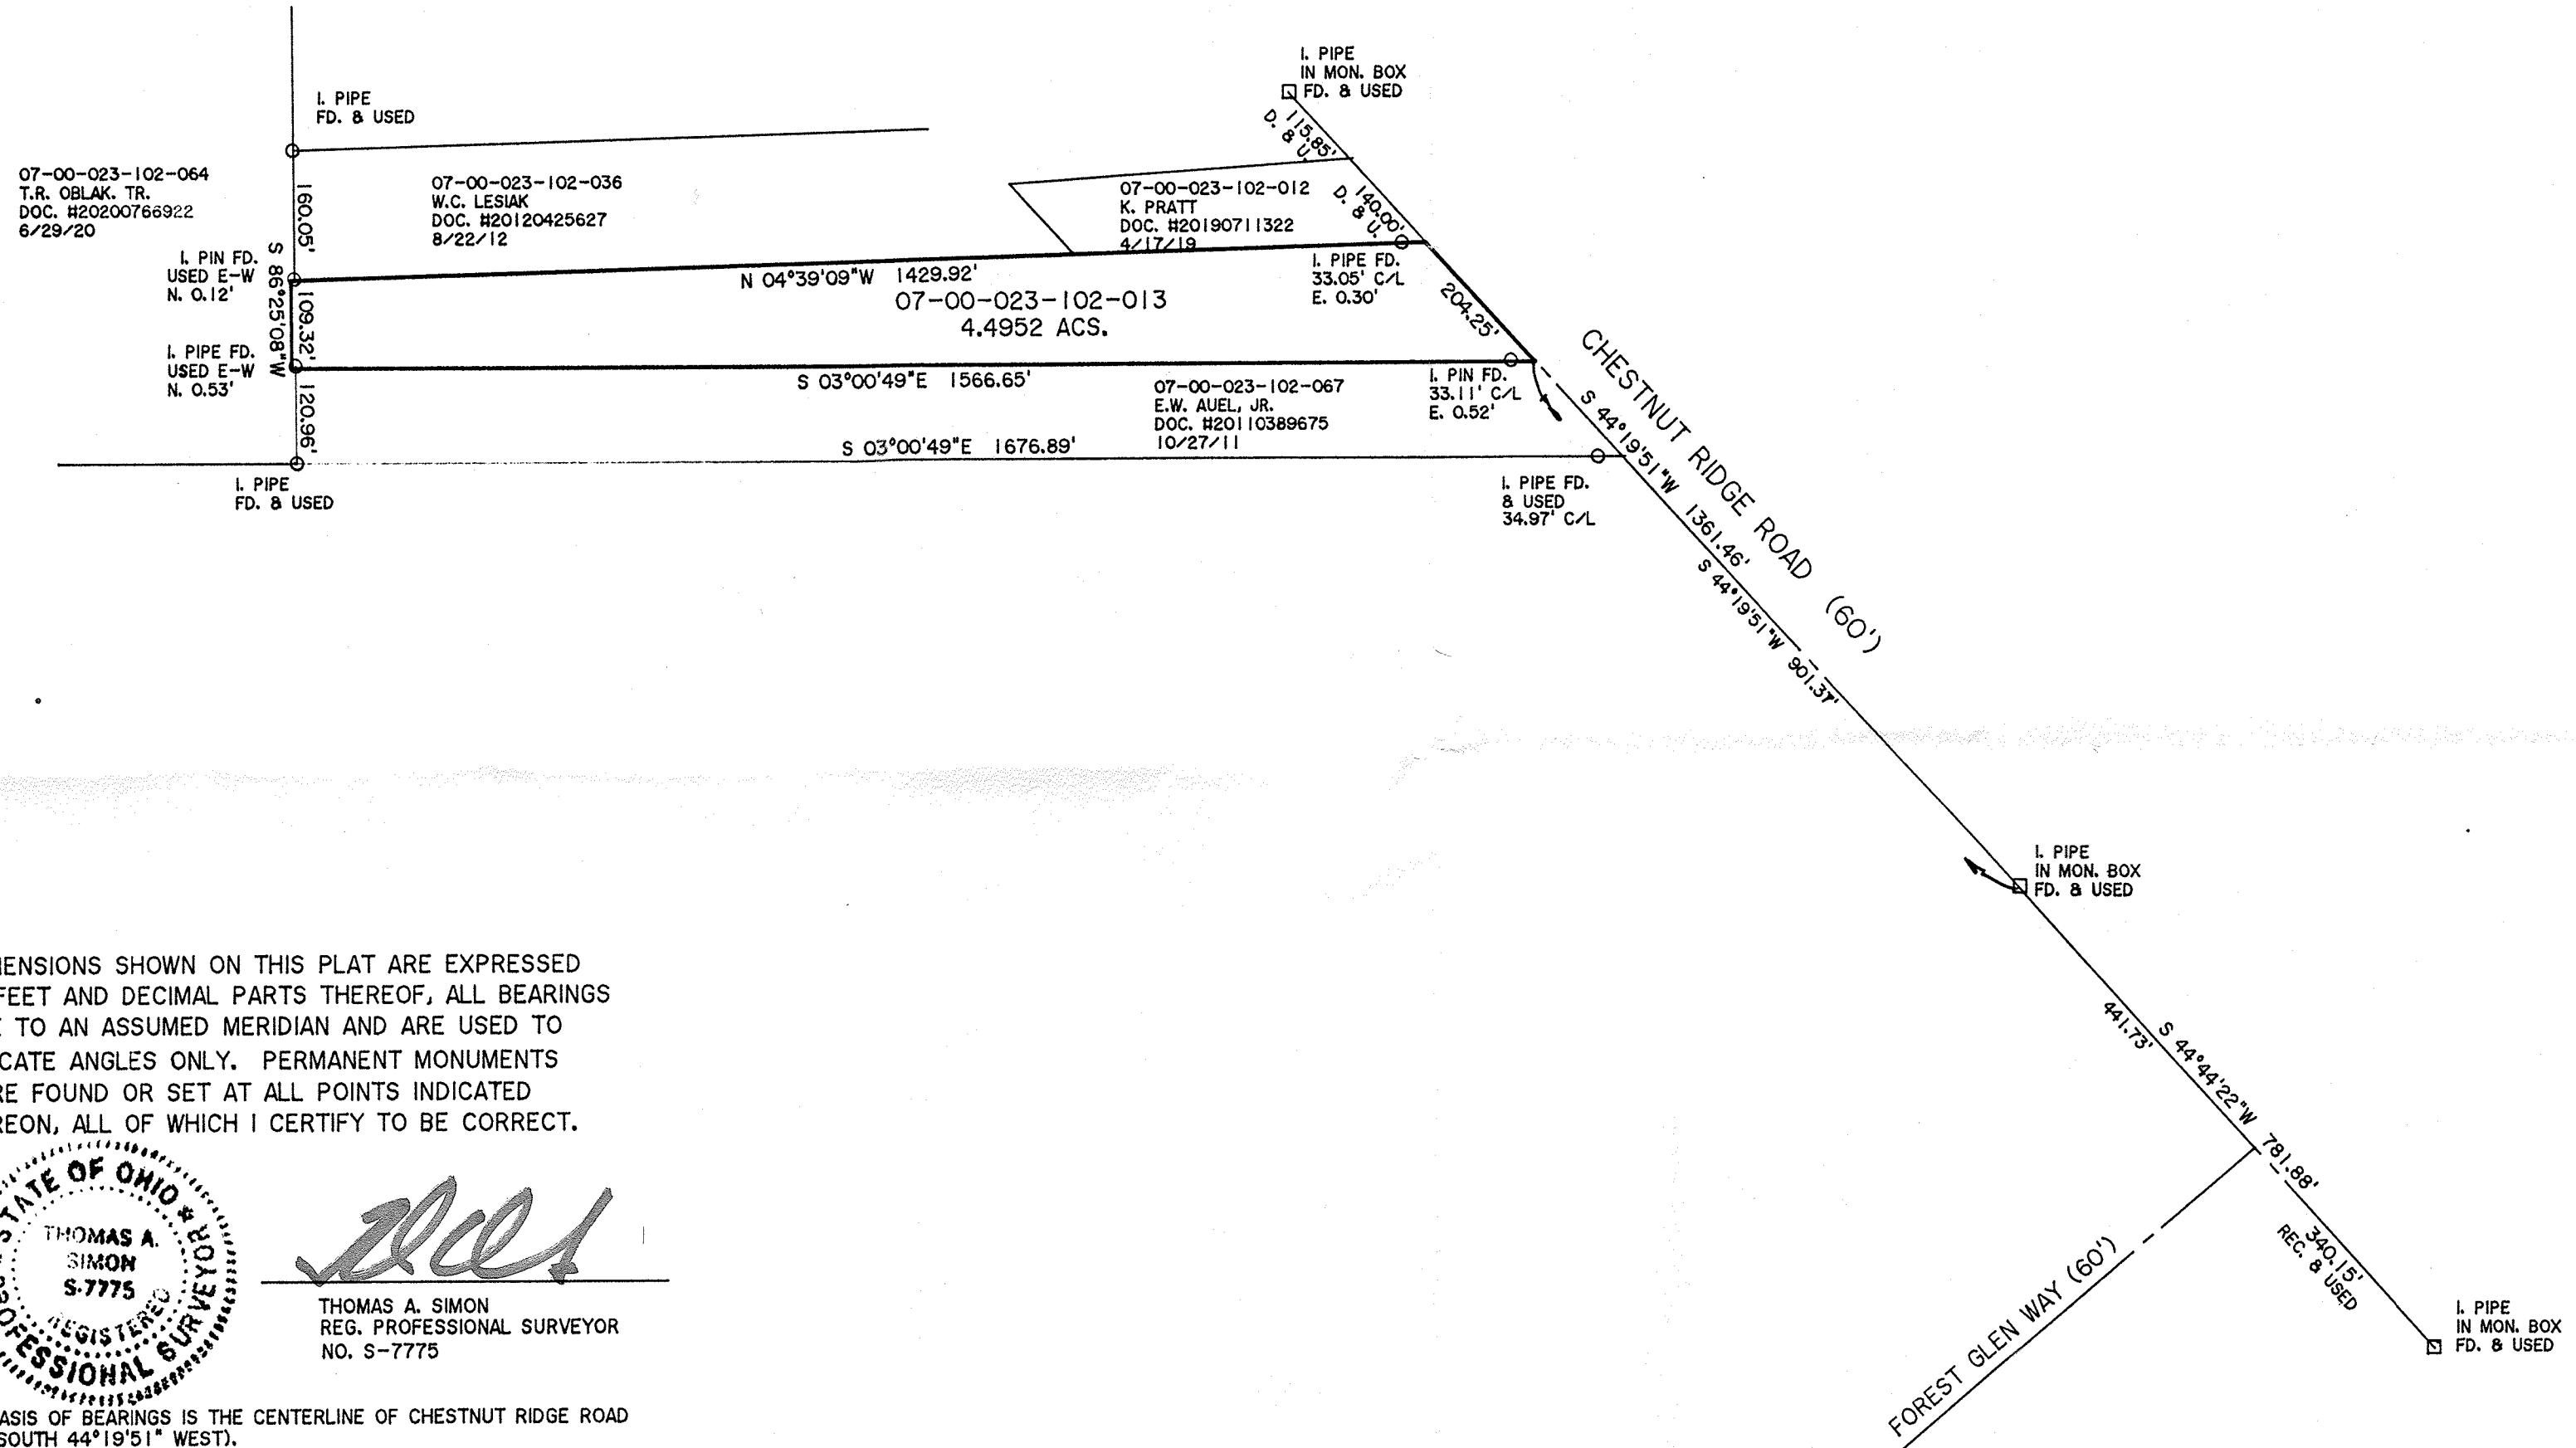 I. PIPE
IN MON. BOX
FD. & USED
I. PIPE
FD. & USED
115.85'
D. & U.
07-00-023-102-064
T.R. OBLAK. TR.
DOC. #20200766922
6/29/20
160.05'
07-00-023-102-036
W.C. LESIAK
DOC. #20120425627
8/22/12
07-00-023-102-012
K. PRATT
DOC. #20190711322
4/17/19
140.00'
D. & U.
I. PIN FD.
USED E-W
N. 0.12'
S 86°25'08"W
109.32'
N 04°39'09"W 1429.92'
07-00-023-102-013
4.4952 ACS.
I. PIPE FD.
33.05' C/L
E. 0.30'
204.25'
I. PIPE FD.
USED E-W
N. 0.53'
120.96'
S 03°00'49"E 1566.65'
07-00-023-102-067
E.W. AUEL, JR.
DOC. #20110389675
10/27/11
I. PIN FD.
33.11' C/L
E. 0.52'
S 03°00'49"E 1676.89'
I. PIPE
FD. & USED
I. PIPE FD.
& USED
34.97' C/L
CHESTNUT RIDGE ROAD (60')
S 44°19'51"W 1361.46'
S 44°19'51"W 901.37'
I. PIPE
IN MON. BOX
FD. & USED
441.73'
S 44°44'22"W 781.88'
340.15'
REC. & USED
I. PIPE
IN MON. BOX
FD. & USED
FOREST GLEN WAY (60')
MENSIONS SHOWN ON THIS PLAT ARE EXPRESSED
FEET AND DECIMAL PARTS THEREOF, ALL BEARINGS
E TO AN ASSUMED MERIDIAN AND ARE USED TO
ICATE ANGLES ONLY. PERMANENT MONUMENTS
RE FOUND OR SET AT ALL POINTS INDICATED
REON, ALL OF WHICH I CERTIFY TO BE CORRECT.
STATE OF OHIO
THOMAS A.
SIMON
S-7775
REGISTERED
PROFESSIONAL SURVEYOR
THOMAS A. SIMON
REG. PROFESSIONAL SURVEYOR
NO. S-7775
ASIS OF BEARINGS IS THE CENTERLINE OF CHESTNUT RIDGE ROAD
SOUTH 44°19'51" WEST).